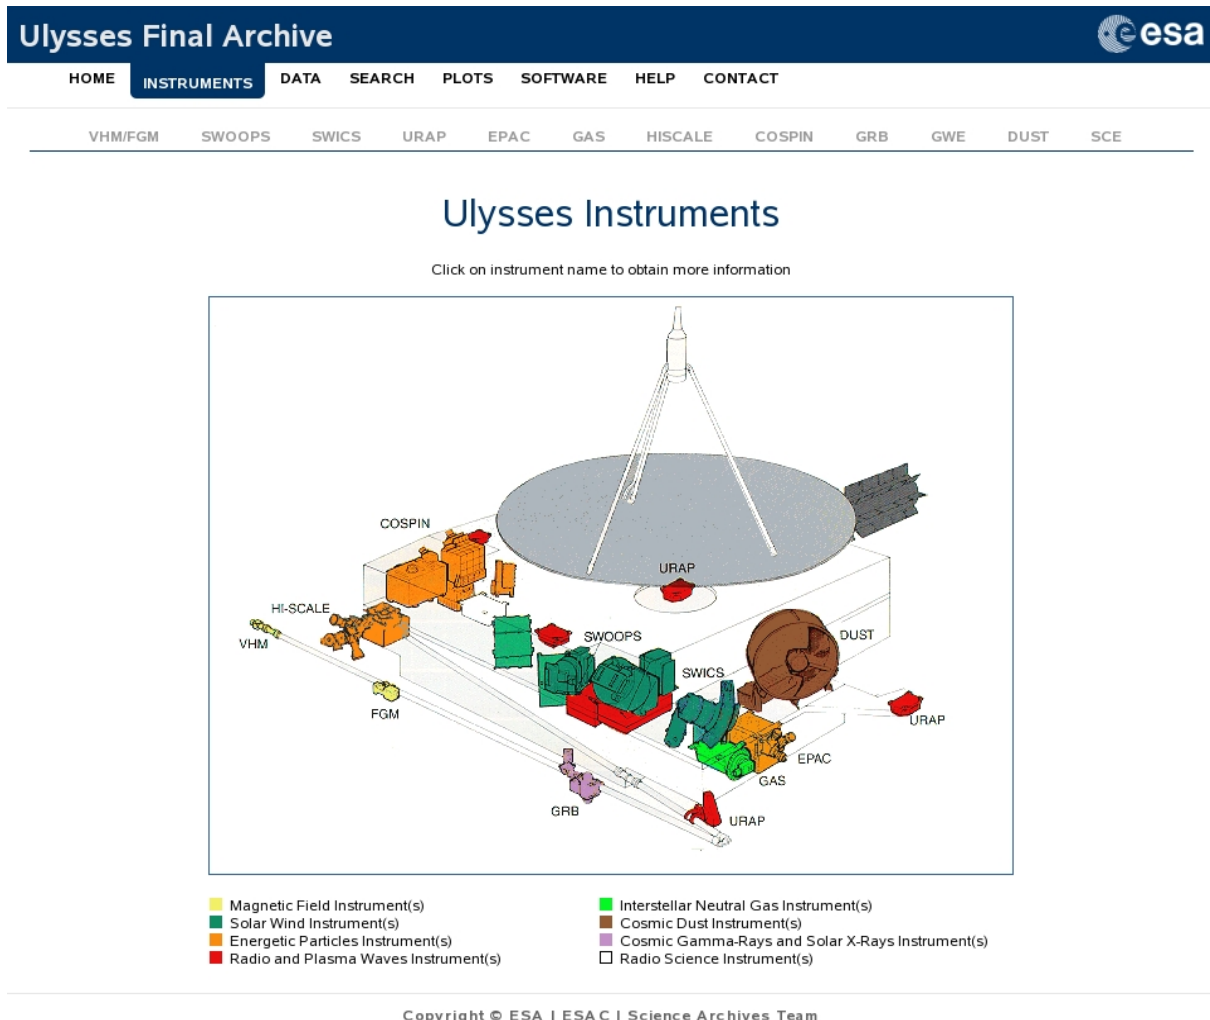 Ulysses Final Archive
esa
HOME INSTRUMENTS DATA SEARCH PLOTS SOFTWARE HELP CONTACT
VHM/FGM SWOOPS SWICS URAP EPAC GAS HISCALE COSPIN GRB GWE DUST SCE
Ulysses Instruments
Click on instrument name to obtain more information
COSPIN
URAP
HI-SCALE
VHM
SWOOPS
DUST
SWICS
FGM
URAP
EPAC
GAS
GRB
URAP
Magnetic Field Instrument(s)
Solar Wind Instrument(s)
Energetic Particles Instrument(s)
Radio and Plasma Waves Instrument(s)
Interstellar Neutral Gas Instrument(s)
Cosmic Dust Instrument(s)
Cosmic Gamma-Rays and Solar X-Rays Instrument(s)
Radio Science Instrument(s)
Copyright © ESA | ESAC | Science Archives Team